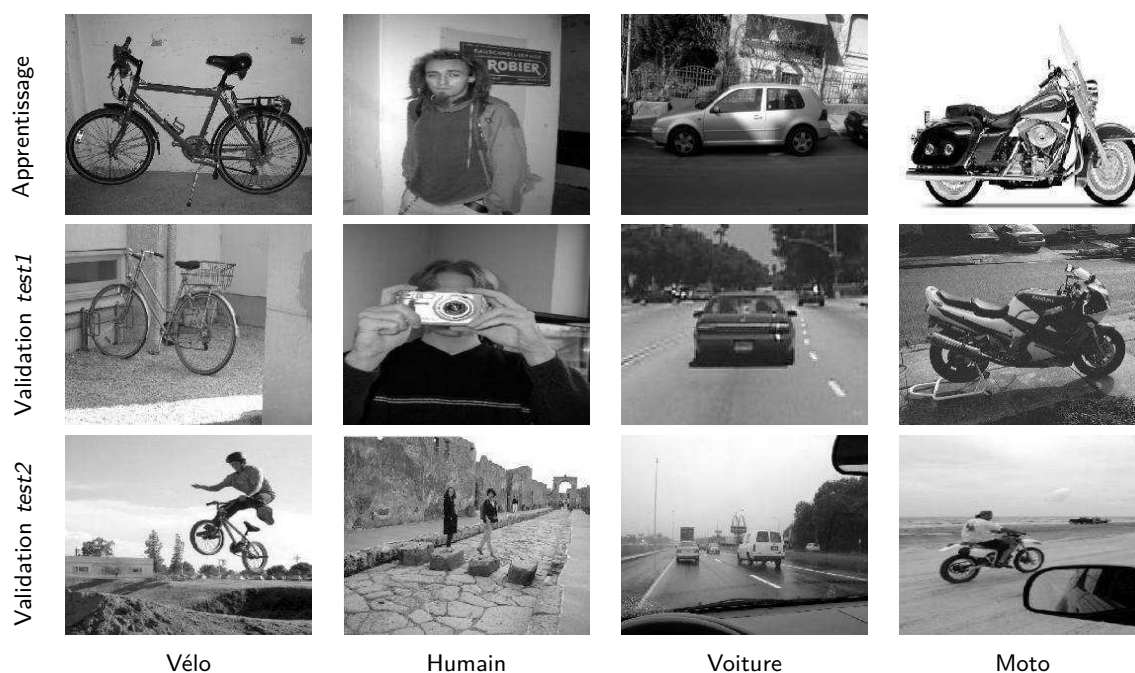 Apprentissage
ROBIER
Validation test1
Validation test2
Vélo
Humain
Voiture
Moto